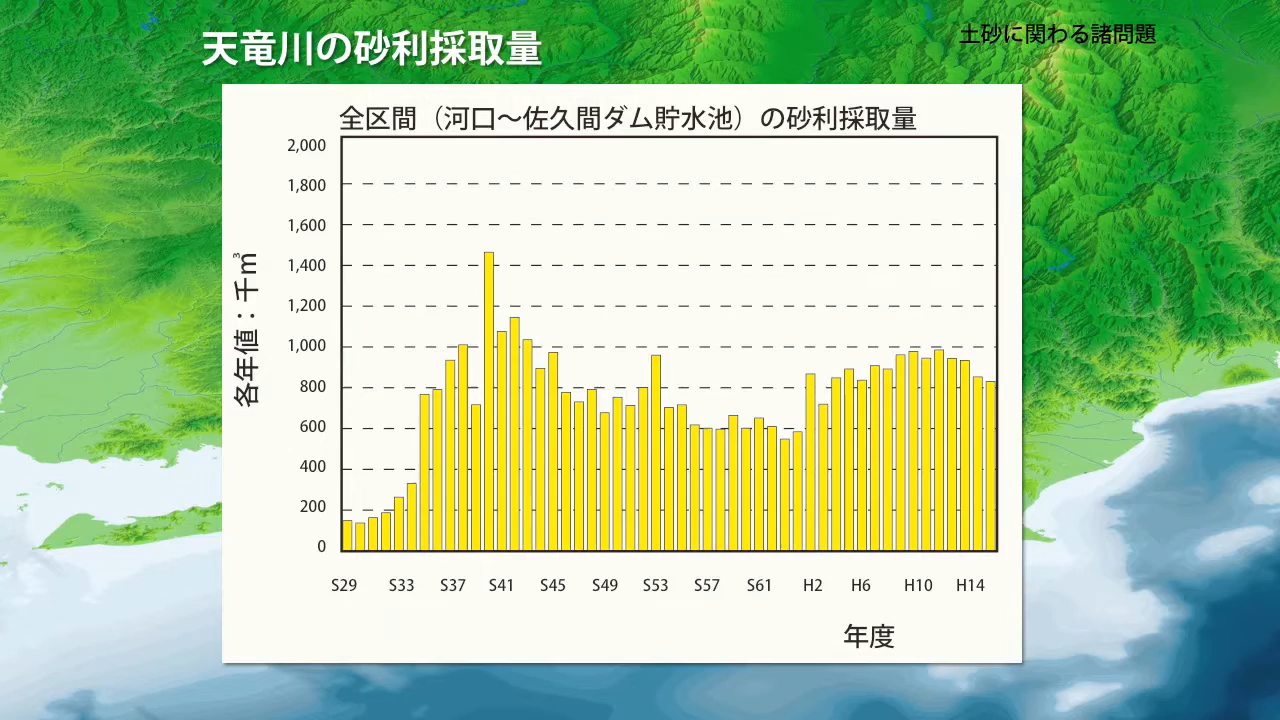 天竜川の砂利採取量
土砂に関わる諸問題
全区間（河口～佐久間ダム貯水池）の砂利採取量
各年値：千㎥
2,000
1,800
1,600
1,400
1,200
1,000
800
600
400
200
0
S29 S33 S37 S41 S45 S49 S53 S57 S61 H2 H6 H10 H14
年度